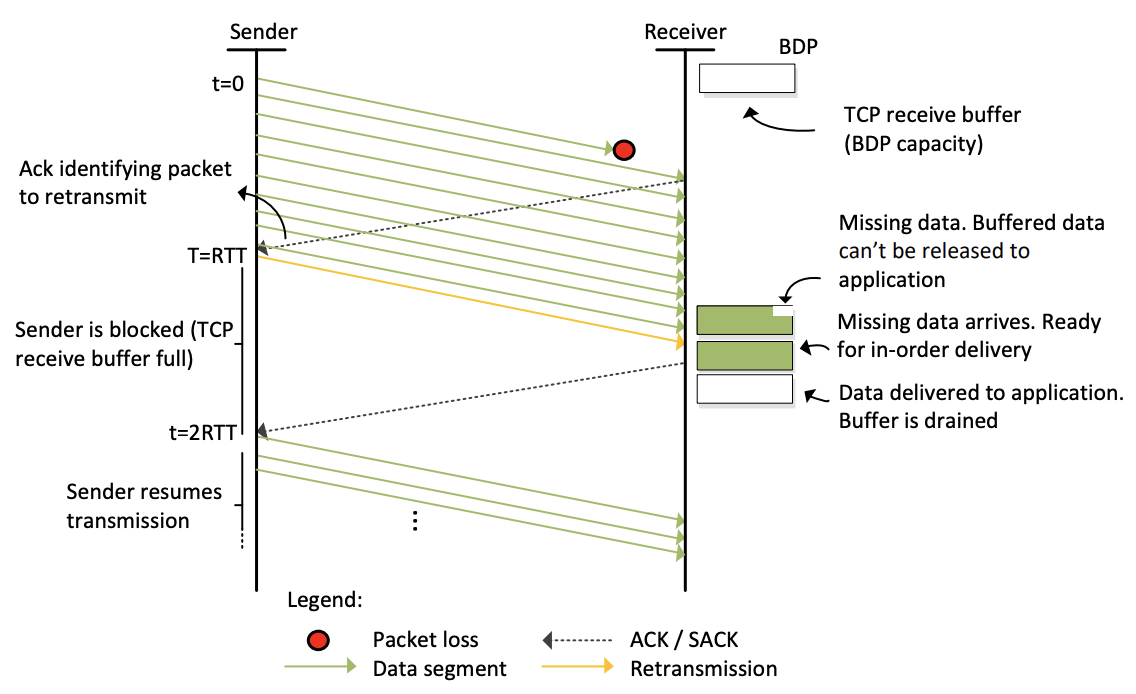 Sender
Receiver
BDP
t=0
TCP receive buffer
(BDP capacity)
Ack identifying packet
to retransmit
Missing data. Buffered data
can’t be released to
application
T=RTT
Sender is blocked (TCP
receive buffer full)
Missing data arrives. Ready
for in-order delivery
Data delivered to application.
Buffer is drained
t=2RTT
Sender resumes
transmission
Legend:
Packet loss
ACK / SACK
Data segment
Retransmission